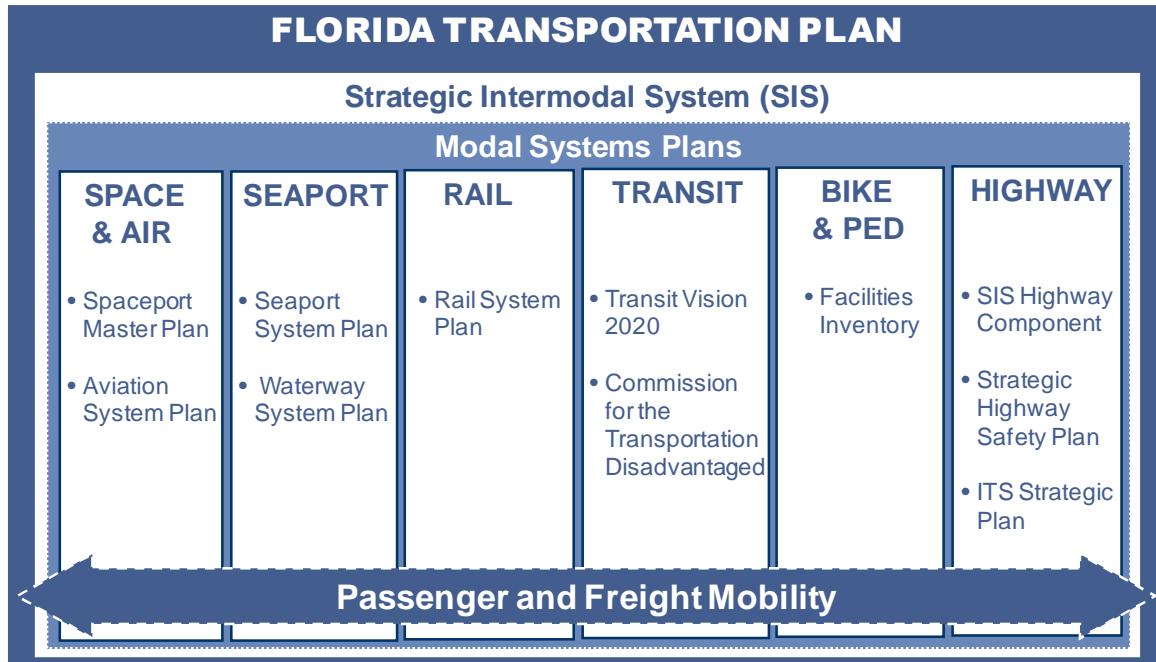 FLORIDA TRANSPORTATION PLAN
Strategic Intermodal System (SIS)
Modal Systems Plans
SPACE
& AIR
• Spaceport
Master Plan
• Aviation
System Plan
SEAPORT
• Seaport
System Plan
• Waterway
System Plan
RAIL
• Rail System
Plan
TRANSIT
• Transit Vision
2020
• Commission
for the
Transportation
Disadvantaged
BIKE
& PED
• Facilities
Inventory
HIGHWAY
• SIS Highway
Component
• Strategic
Highway
Safety Plan
• ITS Strategic
Plan
Passenger and Freight Mobility